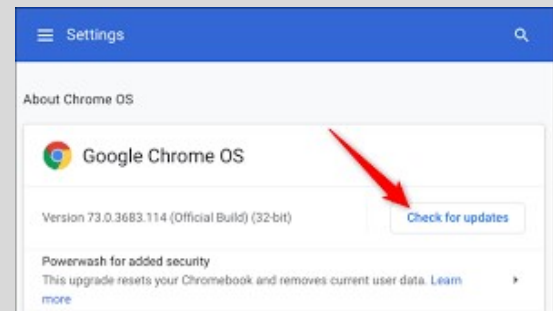 Settings
About Chrome OS
Google Chrome OS
Version 73.0.3683.114 (Official Build) (32-bit)
Check for updates
Powerwash for added security
This upgrade resets your Chromebook and removes current user data. Learn
more